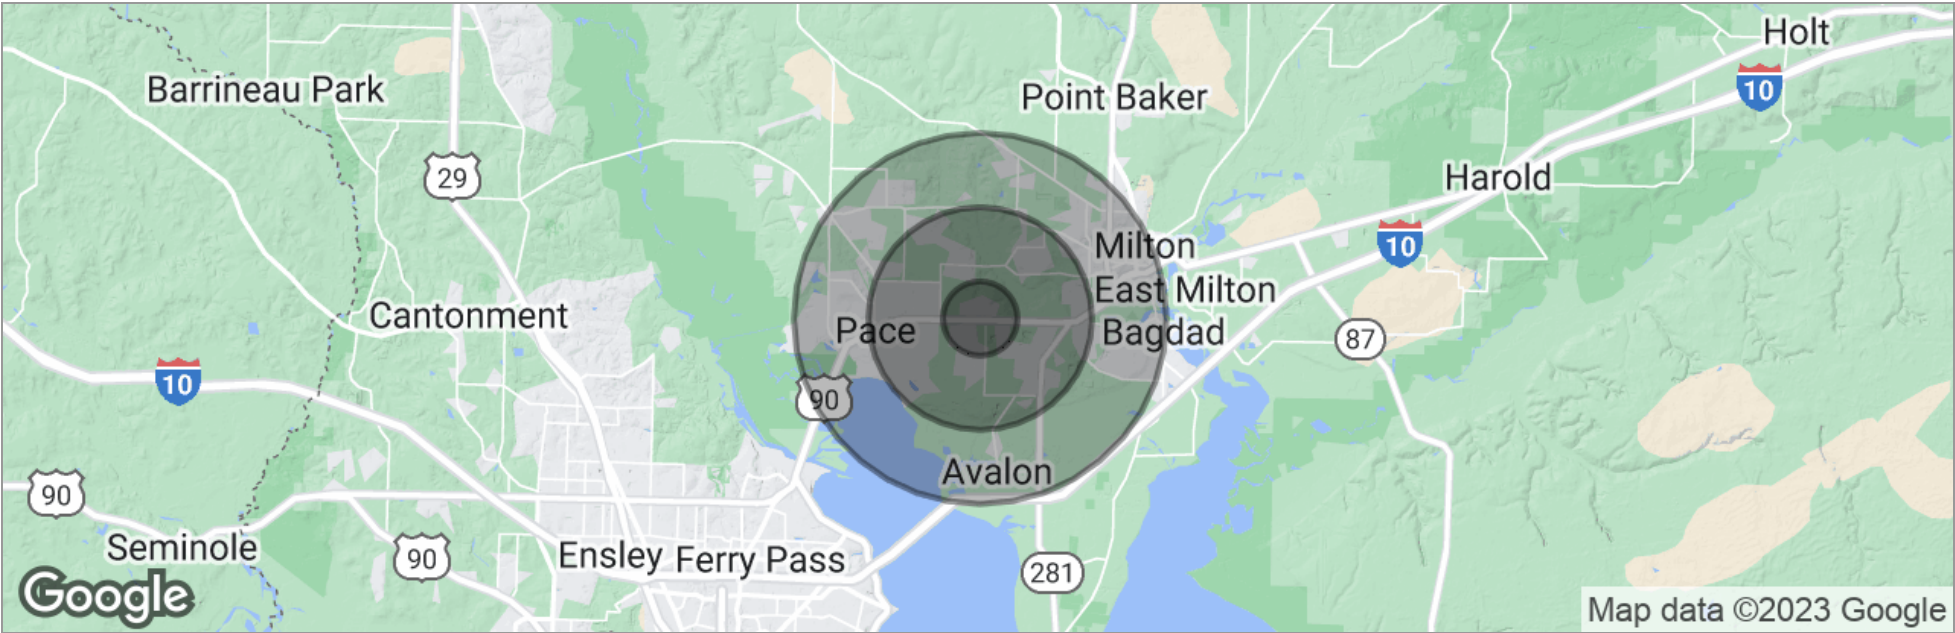 Holt
Barrineau Park
10
Point Baker
29
Harold
Milton
10
East Milton
Cantonment
Pace
Bagdad
87
10
90
Avalon
90
Seminole
90
Ensley
Ferry Pass
281
Google
Map data ©2023 Google